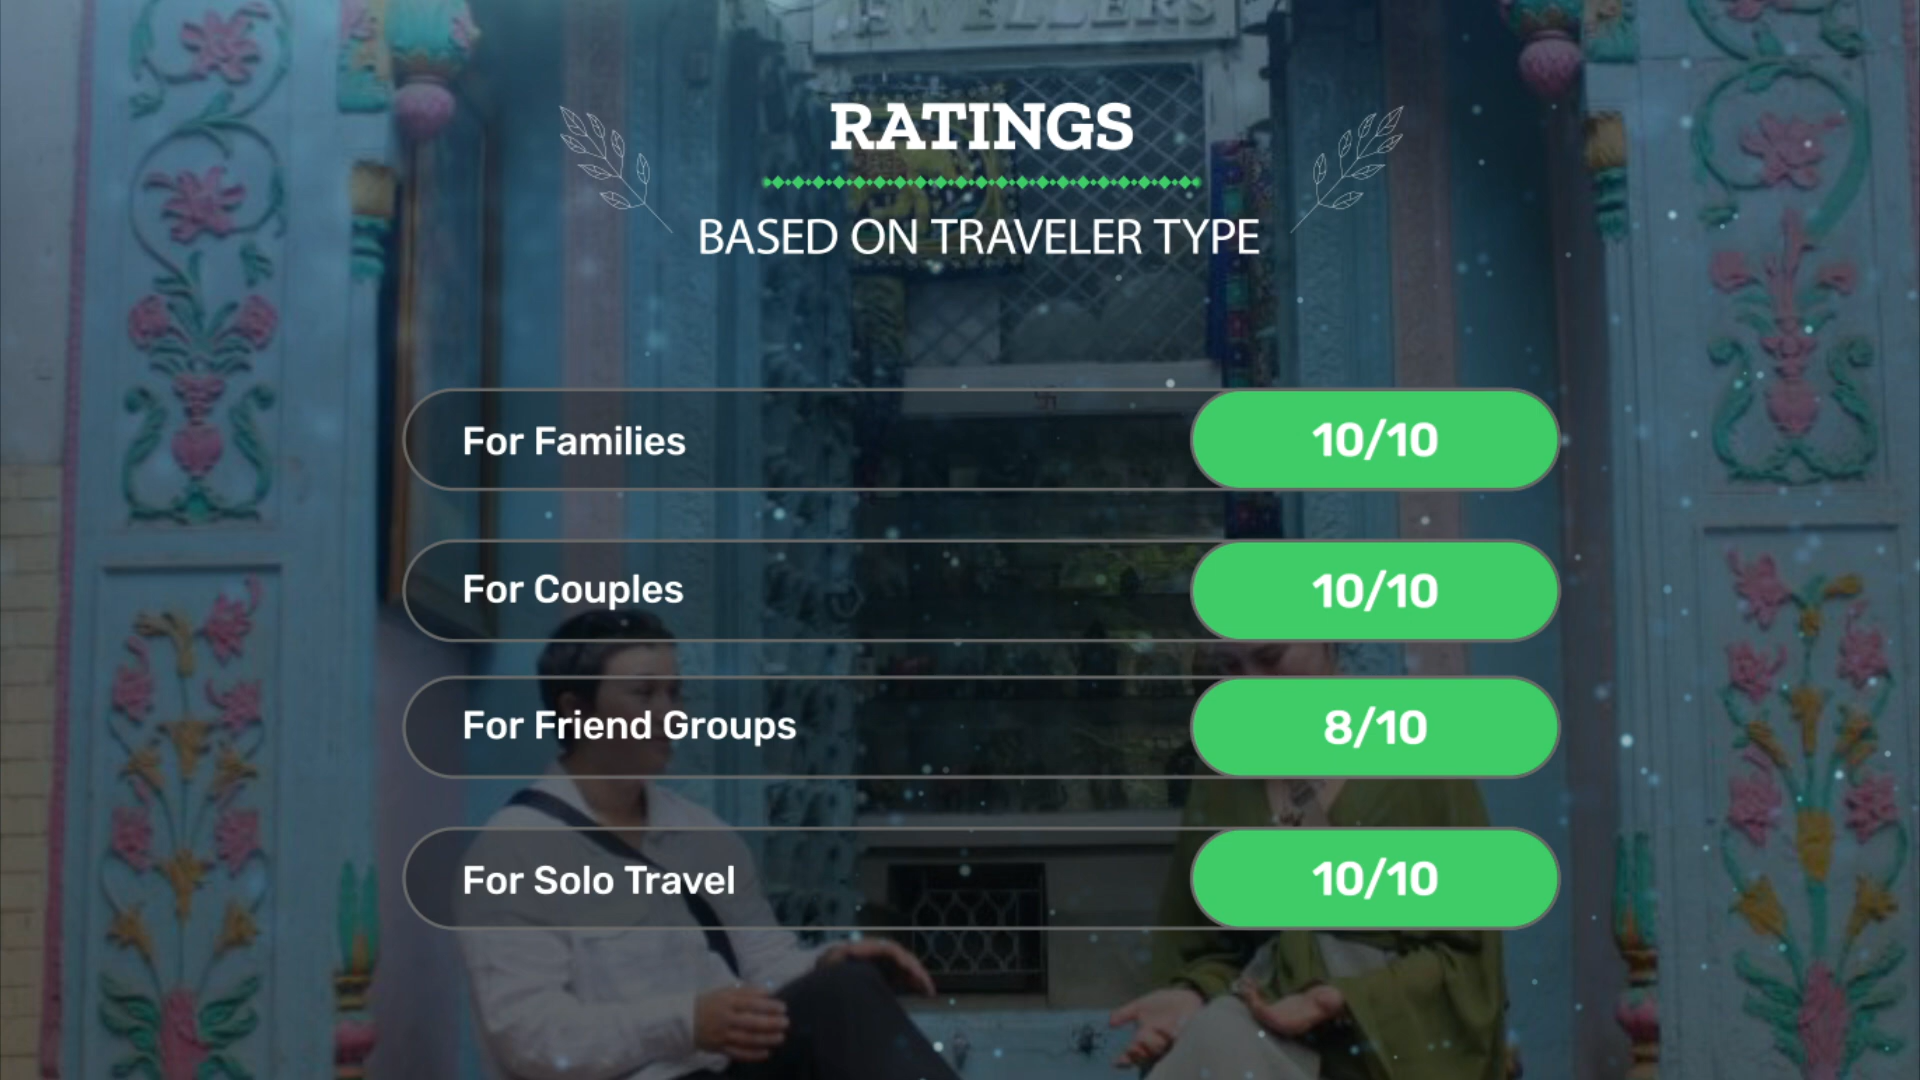 JEWELLERS
RATINGS
BASED ON TRAVELER TYPE
For Families
10/10
For Couples
10/10
For Friend Groups
8/10
For Solo Travel
10/10